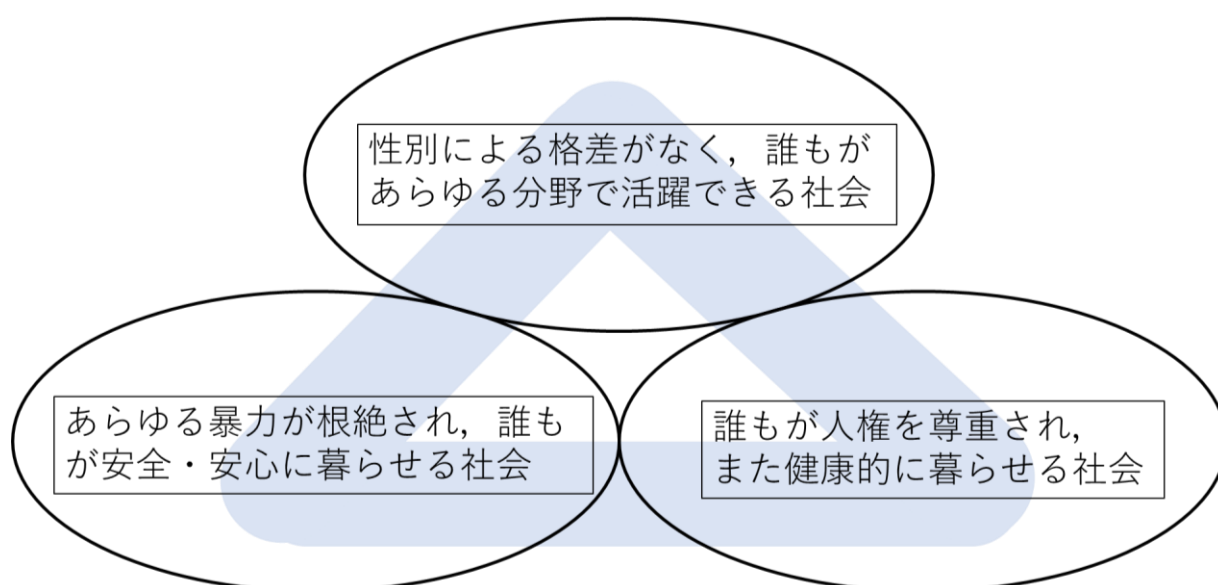 性別による格差がなく，誰もが
あらゆる分野で活躍できる社会
あらゆる暴力が根絶され，誰も
が安全・安心に暮らせる社会
誰もが人権を尊重され，
また健康的に暮らせる社会